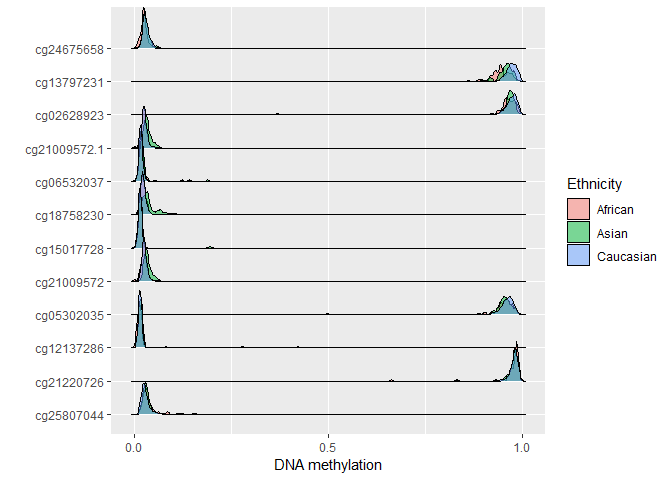 cg24675658
cg13797231
cg02628923
cg21009572.1
cg06532037
cg18758230
cg15017728
cg21009572
cg05302035
cg12137286
cg21220726
cg25807044
0.0
0.5
1.0
DNA methylation
Ethnicity
African
Asian
Caucasian